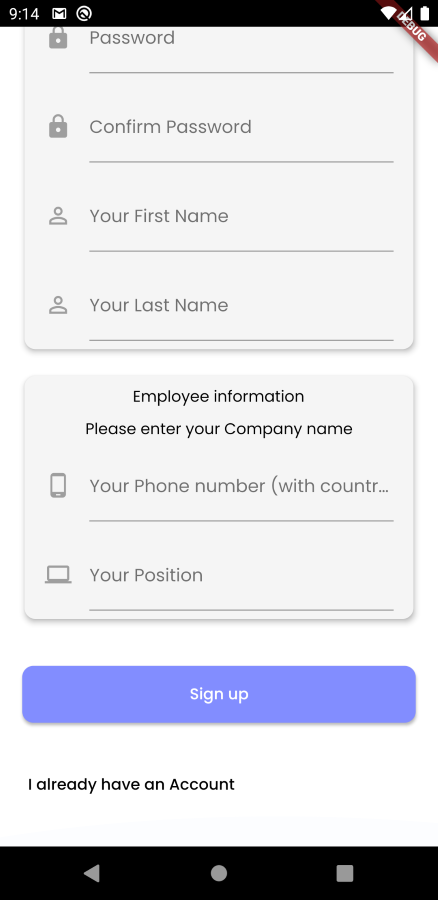 9:14
DEBUG
Password
Confirm Password
Your First Name
Your Last Name
Employee information
Please enter your Company name
Your Phone number (with countr...
Your Position
Sign up
I already have an Account